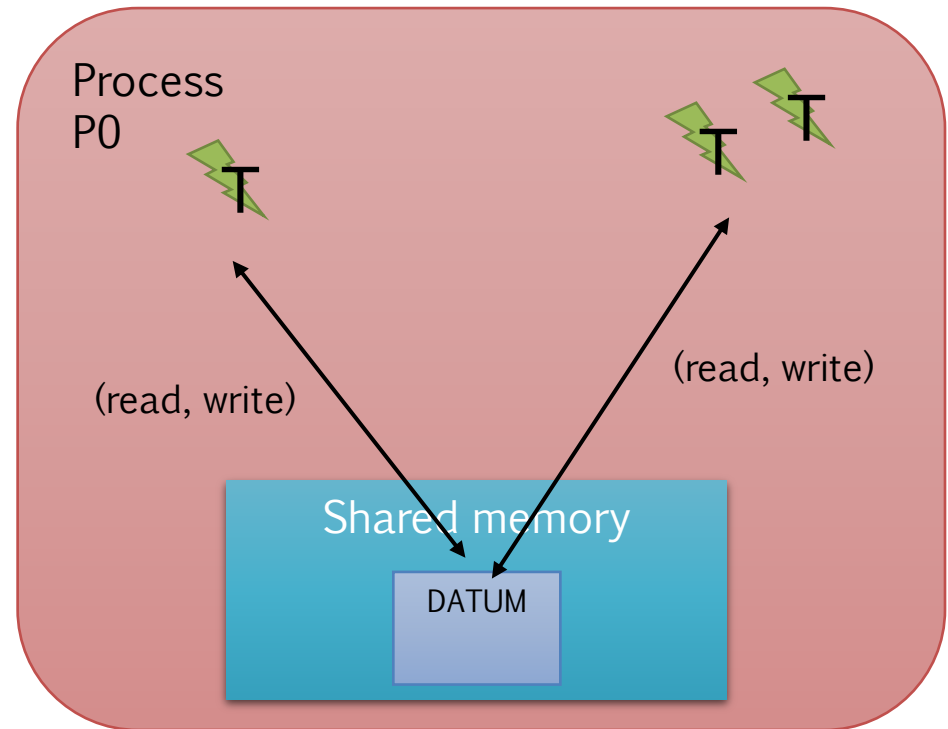 Process
P0
T
T
T
(read, write)
(read, write)
Shared memory
DATUM